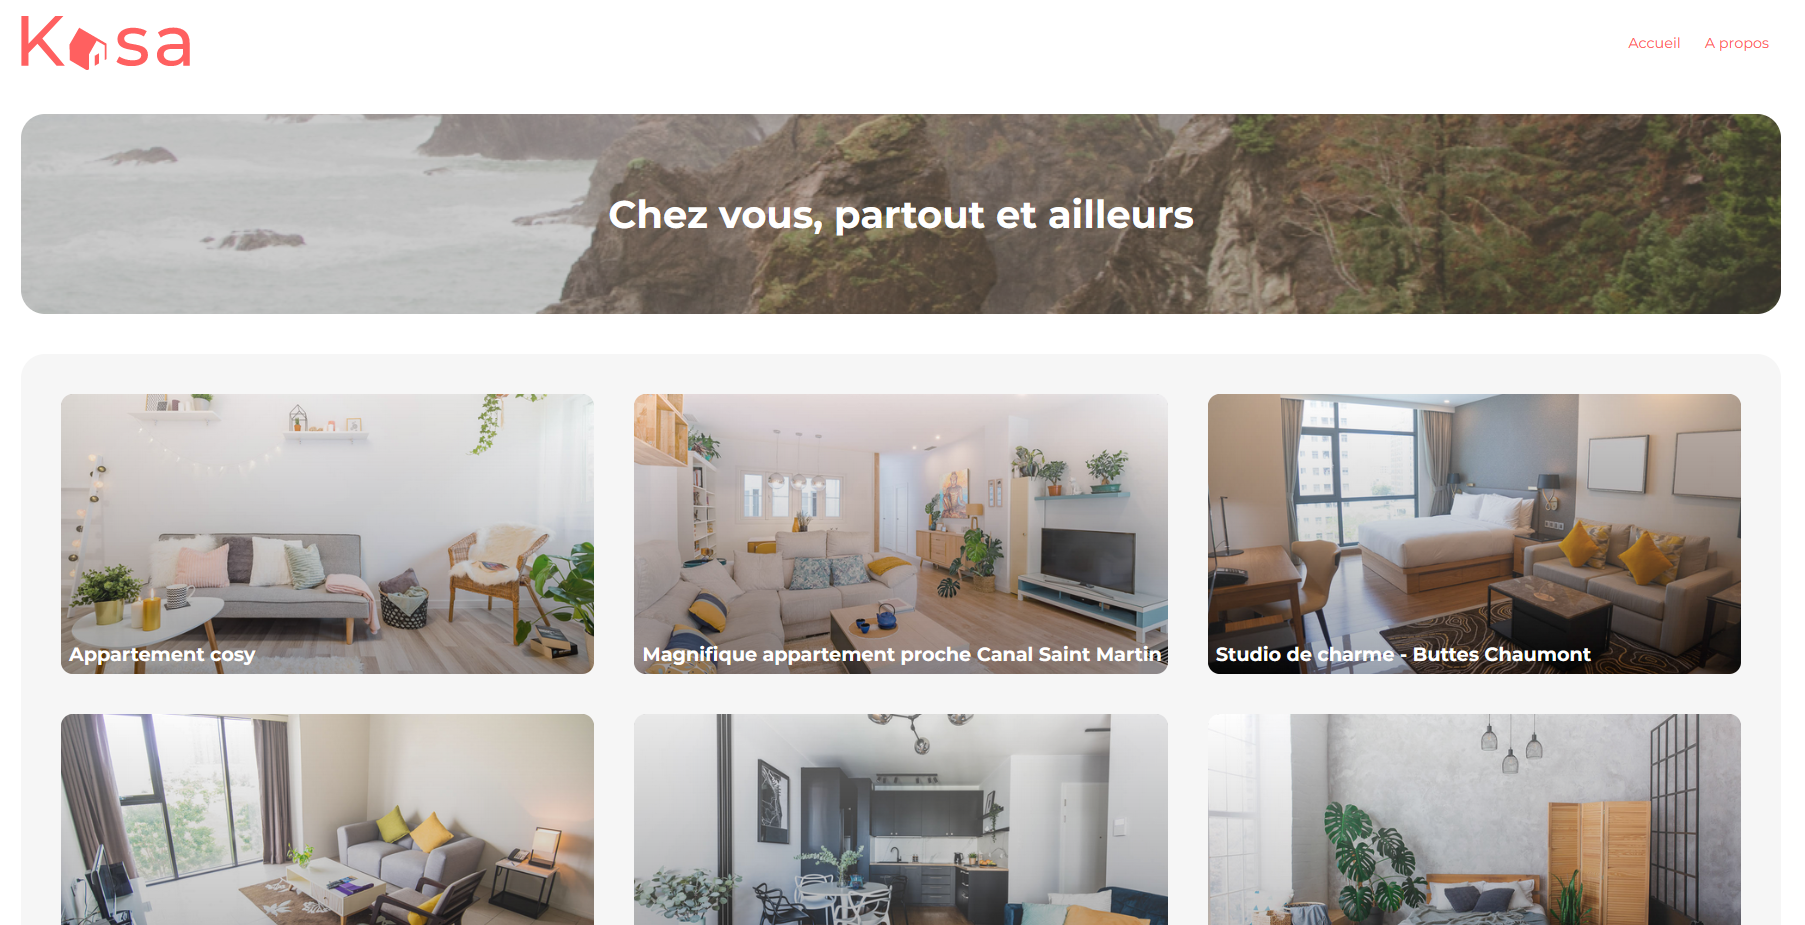 Kasa
Accueil
A propos
Chez vous, partout et ailleurs
Appartement cosy
Magnifique appartement proche Canal Saint Martin
Studio de charme - Buttes Chaumont